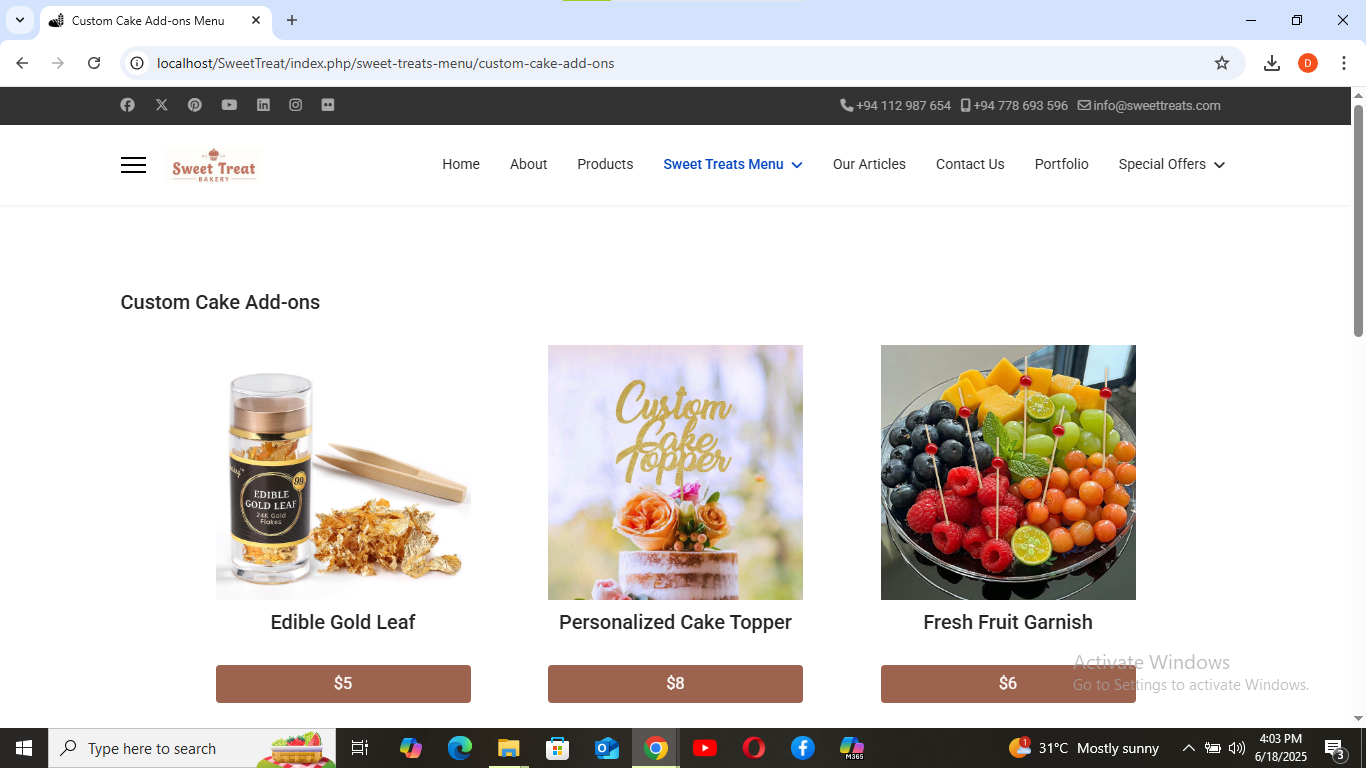 Custom Cake Add-ons Menu
localhost/SweetTreat/index.php/sweet-treats-menu/custom-cake-add-ons
D
+94 112 987 654 +94 778 693 596 info@sweettreats.com
Sweet Treat
BAKERY
Home About Products Sweet Treats Menu Our Articles Contact Us Portfolio Special Offers
Custom Cake Add-ons
99
EDIBLE
GOLD LEAF
24K Gold
Flakes
Custom
Cake
Topper
Edible Gold Leaf Personalized Cake Topper Fresh Fruit Garnish
$5 $8 $6
Activate Windows
Go to Settings to activate Windows.
Type here to search
M365
1
31°C Mostly sunny
4:03 PM
6/18/2025
3